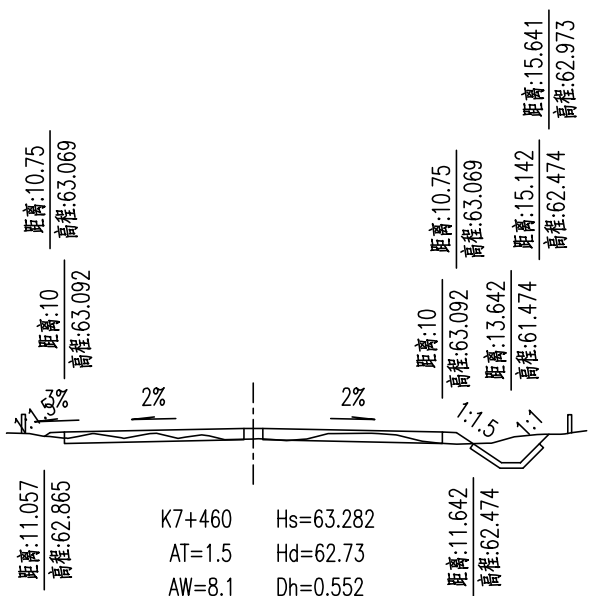 距离:15.641
高程:62.973
距离:10.75
高程:63.069
距离:10.75
高程:63.069
距离:15.142
高程:62.474
距离:10
高程:63.092
距离:10
高程:63.092
距离:13.642
高程:61.474
1:1.5
3%
2%
2%
1:1.5
1:1
距离:11.057
高程:62.865
距离:11.642
高程:62.474
K7+460 Hs=63.282
AT=1.5 Hd=62.73
AW=8.1 Dh=0.552